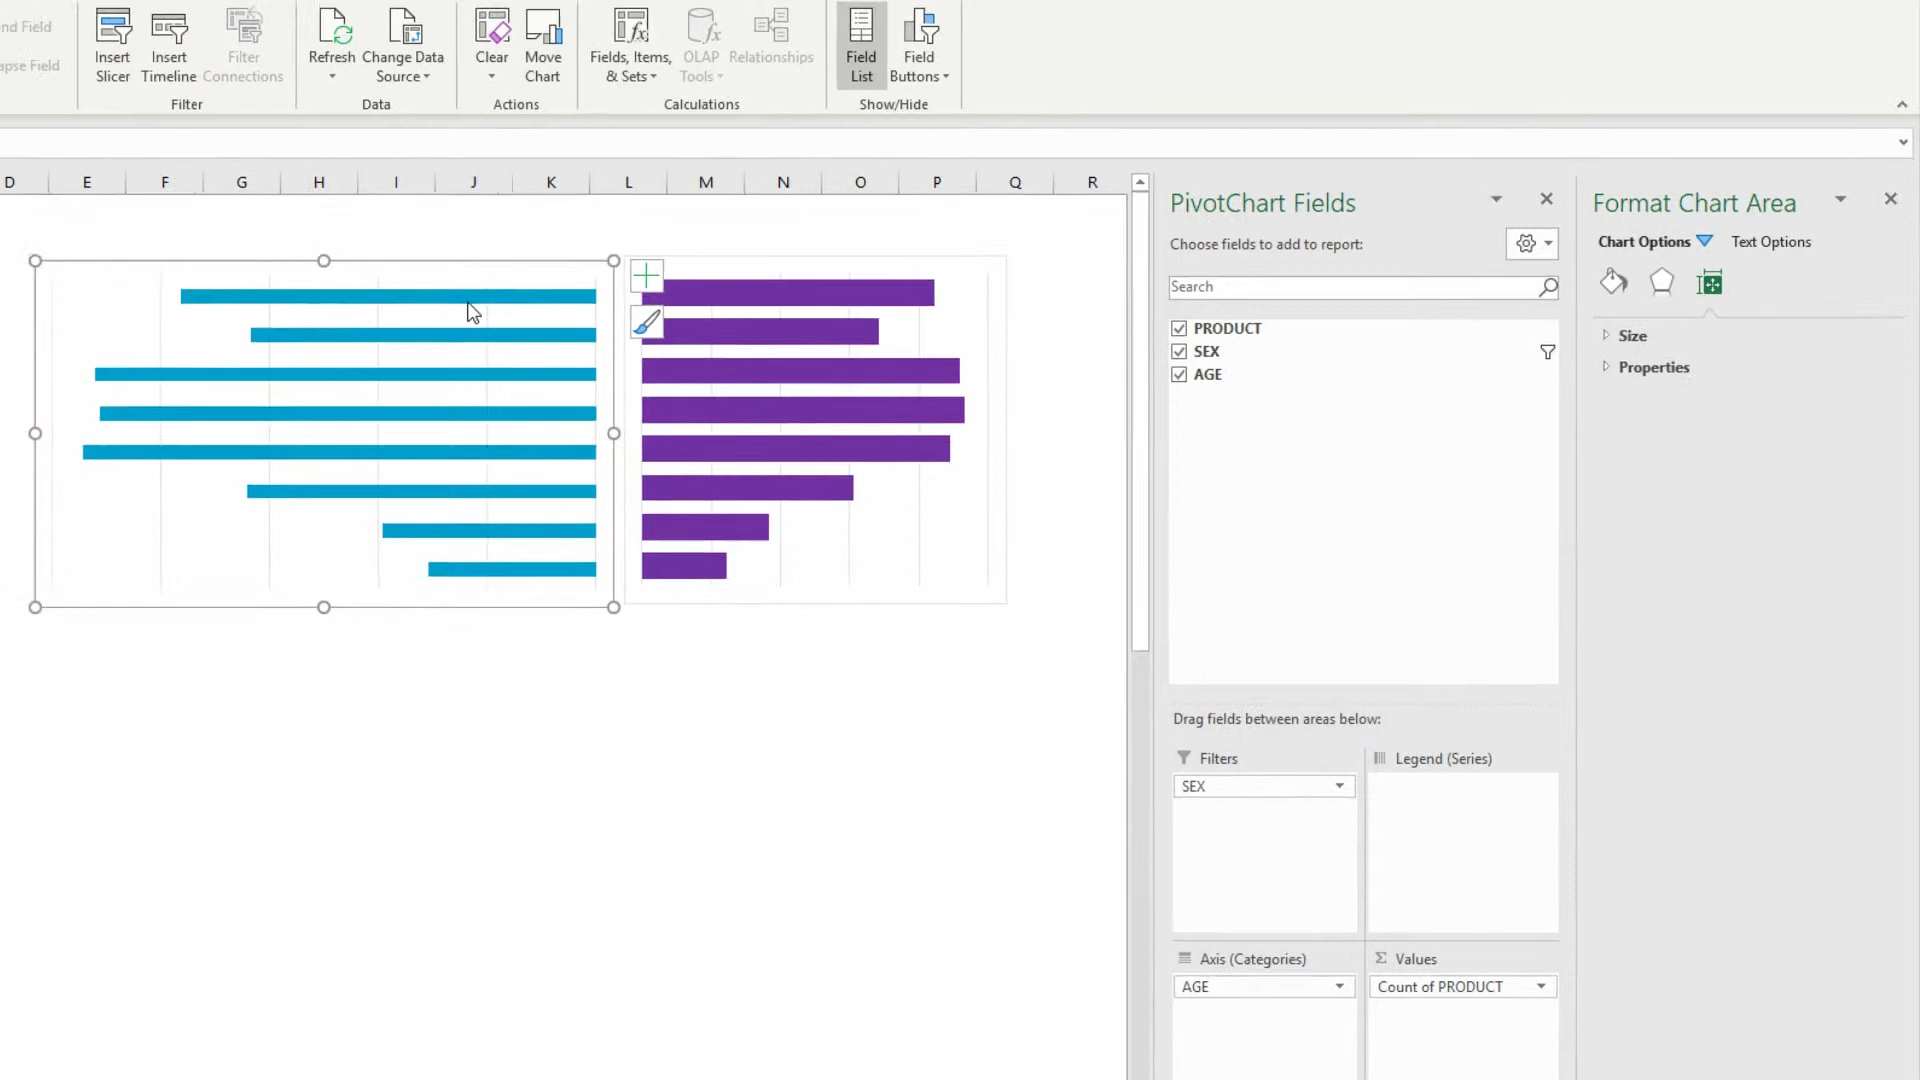 nd Field
apse Field
Insert Slicer
Insert Timeline
Filter Connections
Filter
Refresh
Change Data Source
Data
Clear
Move Chart
Actions
Fields, Items, & Sets
OLAP Tools
Relationships
Calculations
Field List
Field Buttons
Show/Hide
D E F G H I J K L M N O P Q R
PivotChart Fields
Choose fields to add to report:
Search
PRODUCT
SEX
AGE
Drag fields between areas below:
Filters
Legend (Series)
SEX
Axis (Categories)
Σ Values
AGE
Count of PRODUCT
Format Chart Area
Chart Options
Text Options
Size
Properties